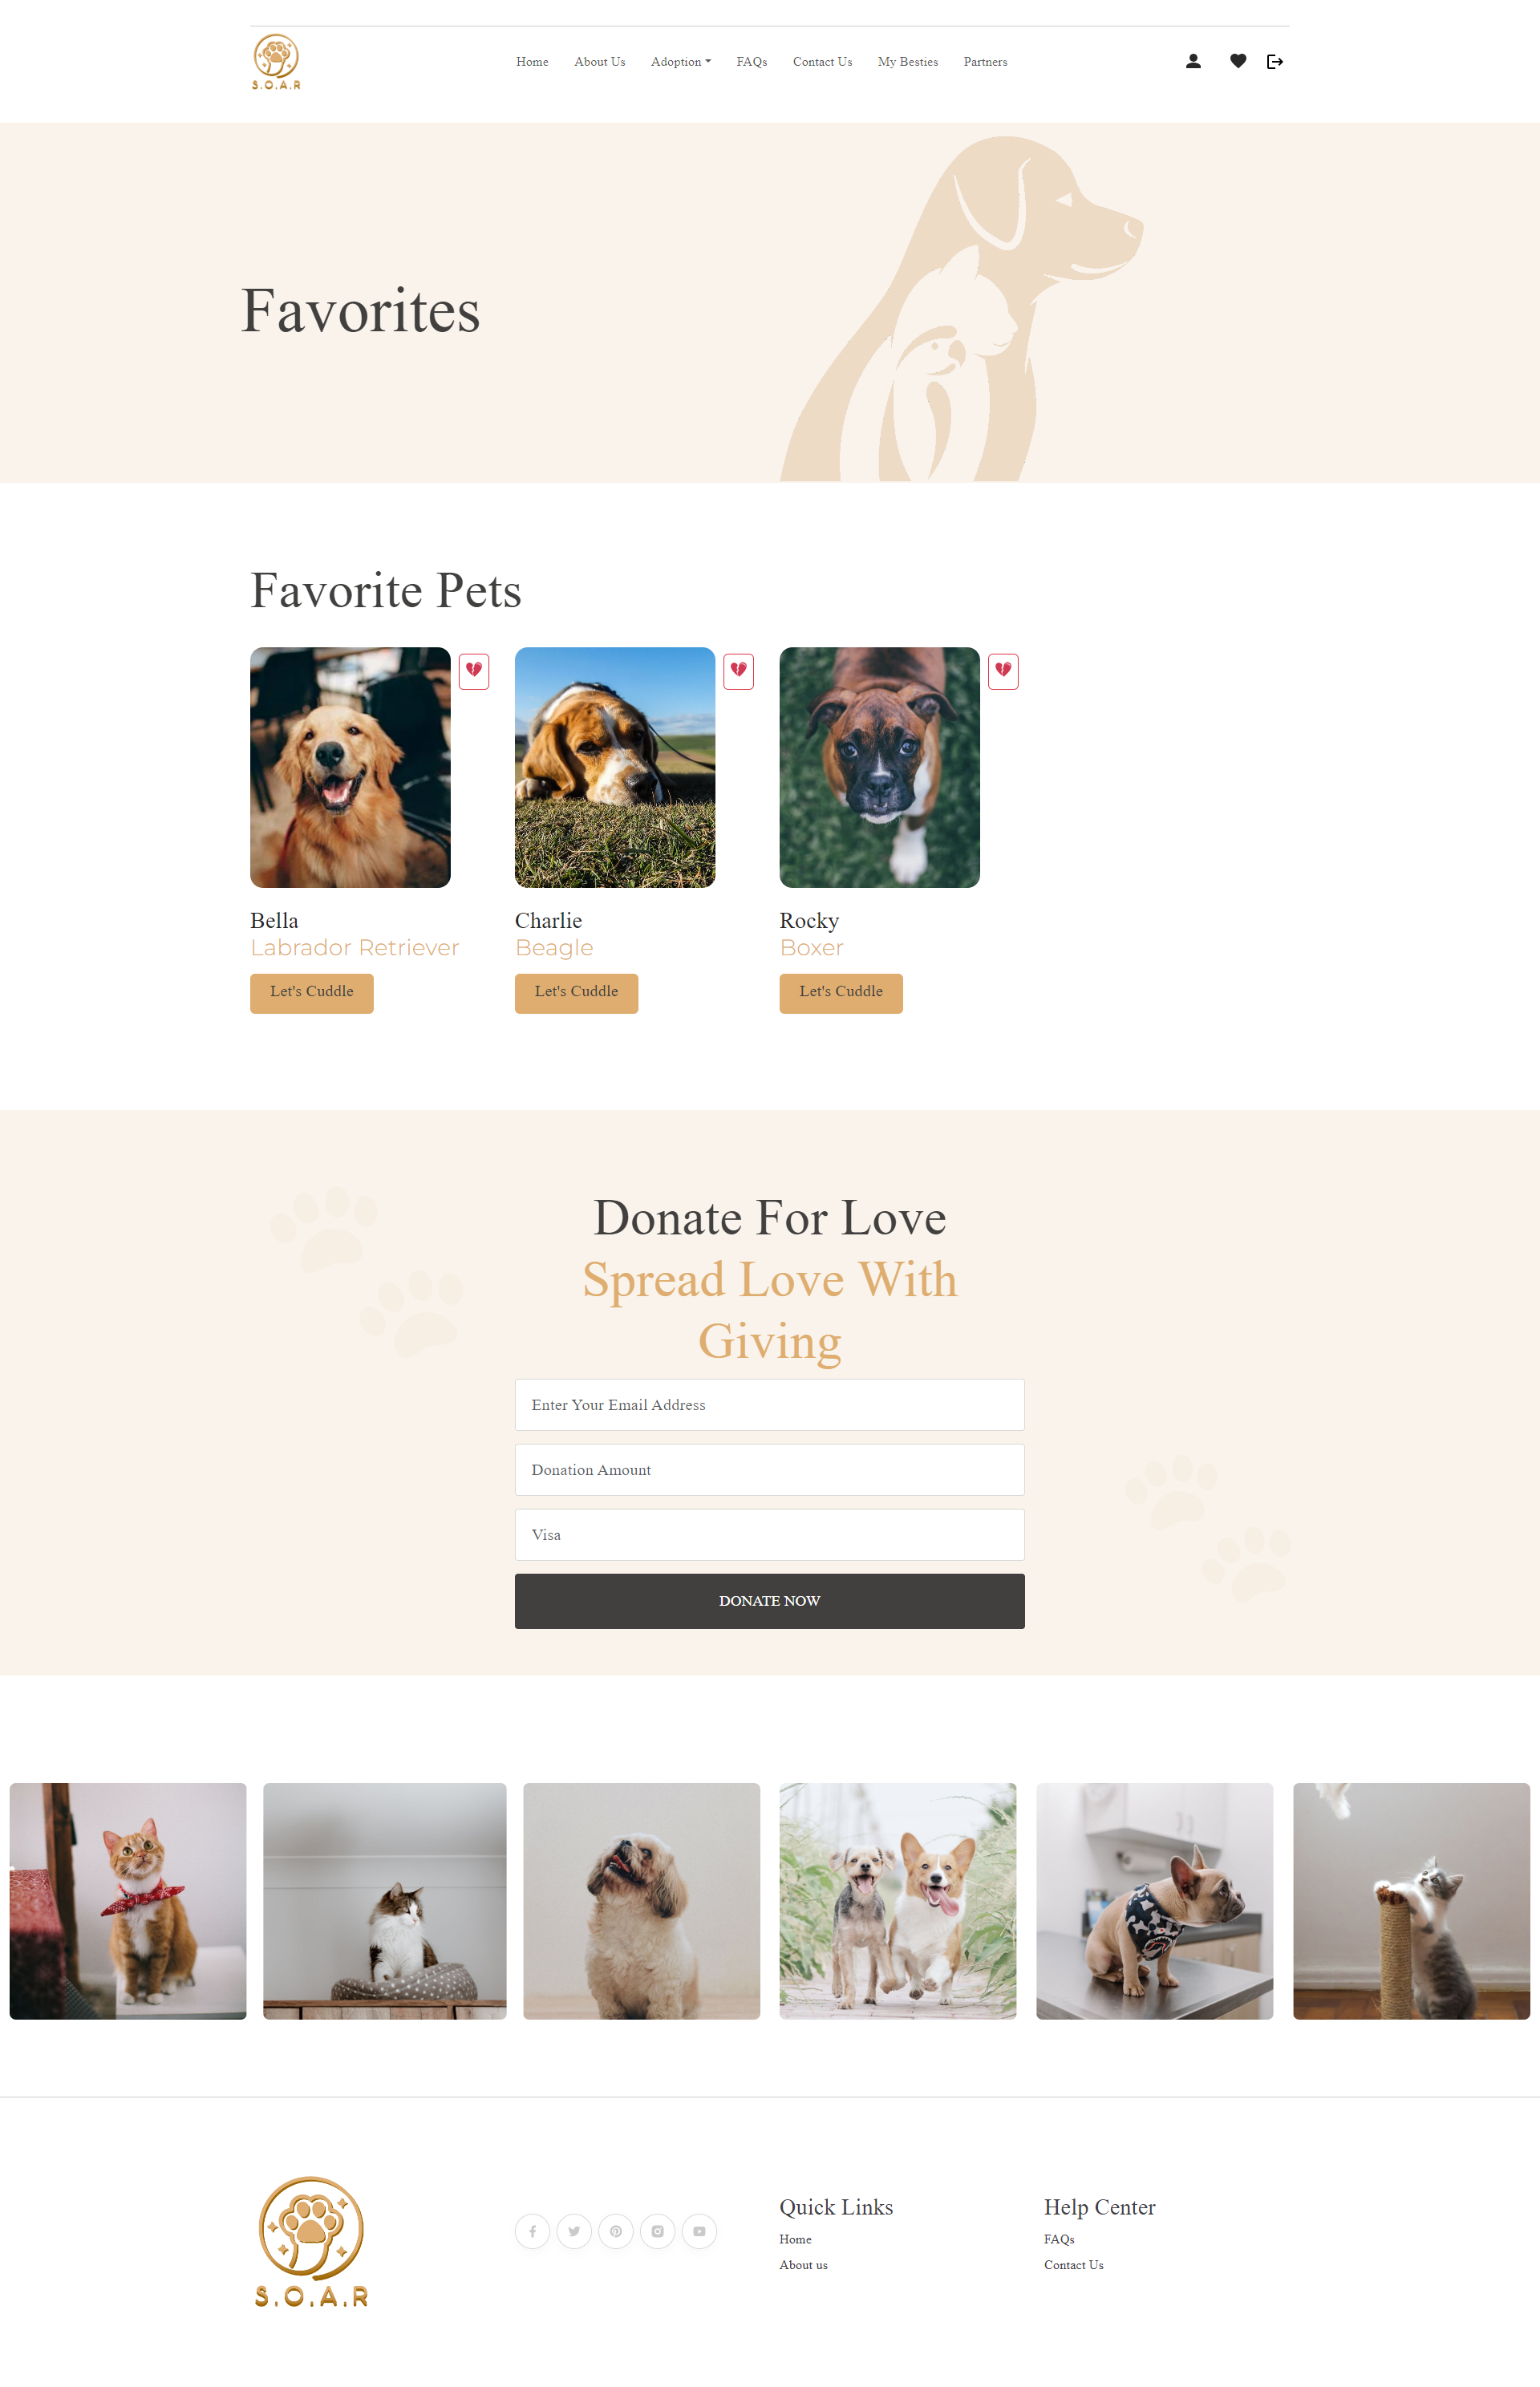 S.O.A.R
Home About Us Adoption FAQs Contact Us My Besties Partners
Favorites
Favorite Pets
Bella
Labrador Retriever
Let's Cuddle
Charlie
Beagle
Let's Cuddle
Rocky
Boxer
Let's Cuddle
Donate For Love
Spread Love With
Giving
Enter Your Email Address
Donation Amount
Visa
DONATE NOW
S.O.A.R
Quick Links
Home
About us
Help Center
FAQs
Contact Us